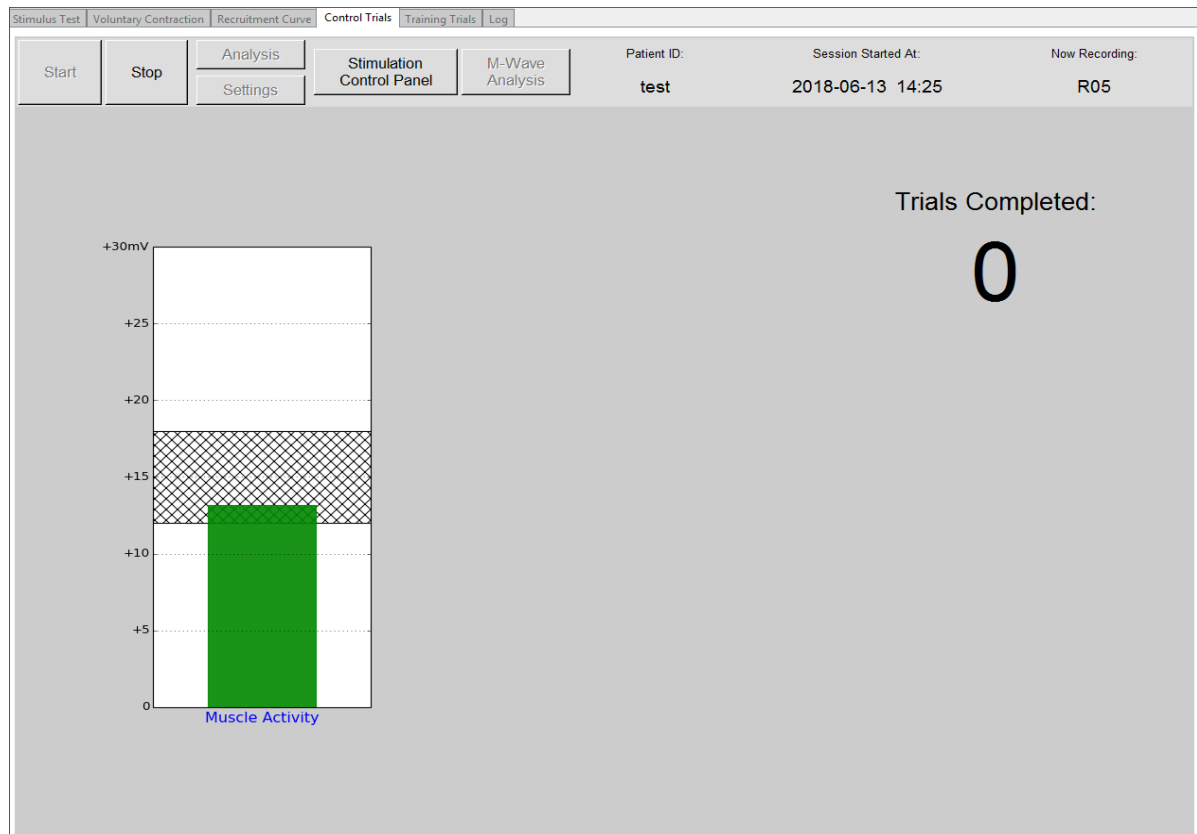 Stimulus Test Voluntary Contraction Recruitment Curve Control Trials Training Trials Log
Start
Stop
Analysis
Settings
Stimulation
Control Panel
M-Wave
Analysis
Patient ID:
test
Session Started At:
2018-06-13 14:25
Now Recording:
R05
Trials Completed:
0
+30mV
+25
+20
+15
+10
+5
0
Muscle Activity